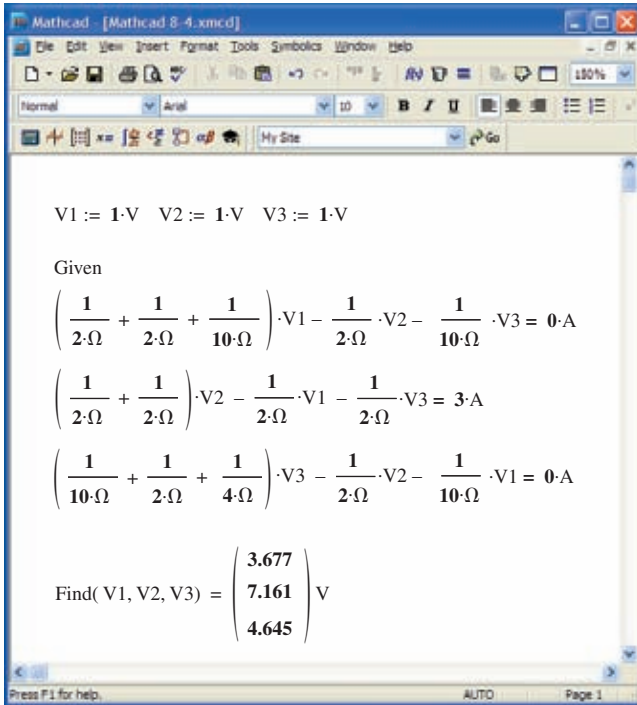 Mathcad - [Mathcad 8-4.xmcd]
File Edit View Insert Format Tools Symbolics Window Help
150%
Normal Arial 10 B I U
My Site Go
V1 := 1·V V2 := 1·V V3 := 1·V
Given
(1/2·Ω + 1/2·Ω + 1/10·Ω)·V1 – 1/2·Ω ·V2 – 1/10·Ω ·V3 = 0·A
(1/2·Ω + 1/2·Ω)·V2 – 1/2·Ω ·V1 – 1/2·Ω ·V3 = 3·A
(1/10·Ω + 1/2·Ω + 1/4·Ω)·V3 – 1/2·Ω ·V2 – 1/10·Ω ·V1 = 0·A
Find( V1, V2, V3) = (3.677 7.161 4.645) V
Press F1 for help. AUTO Page 1